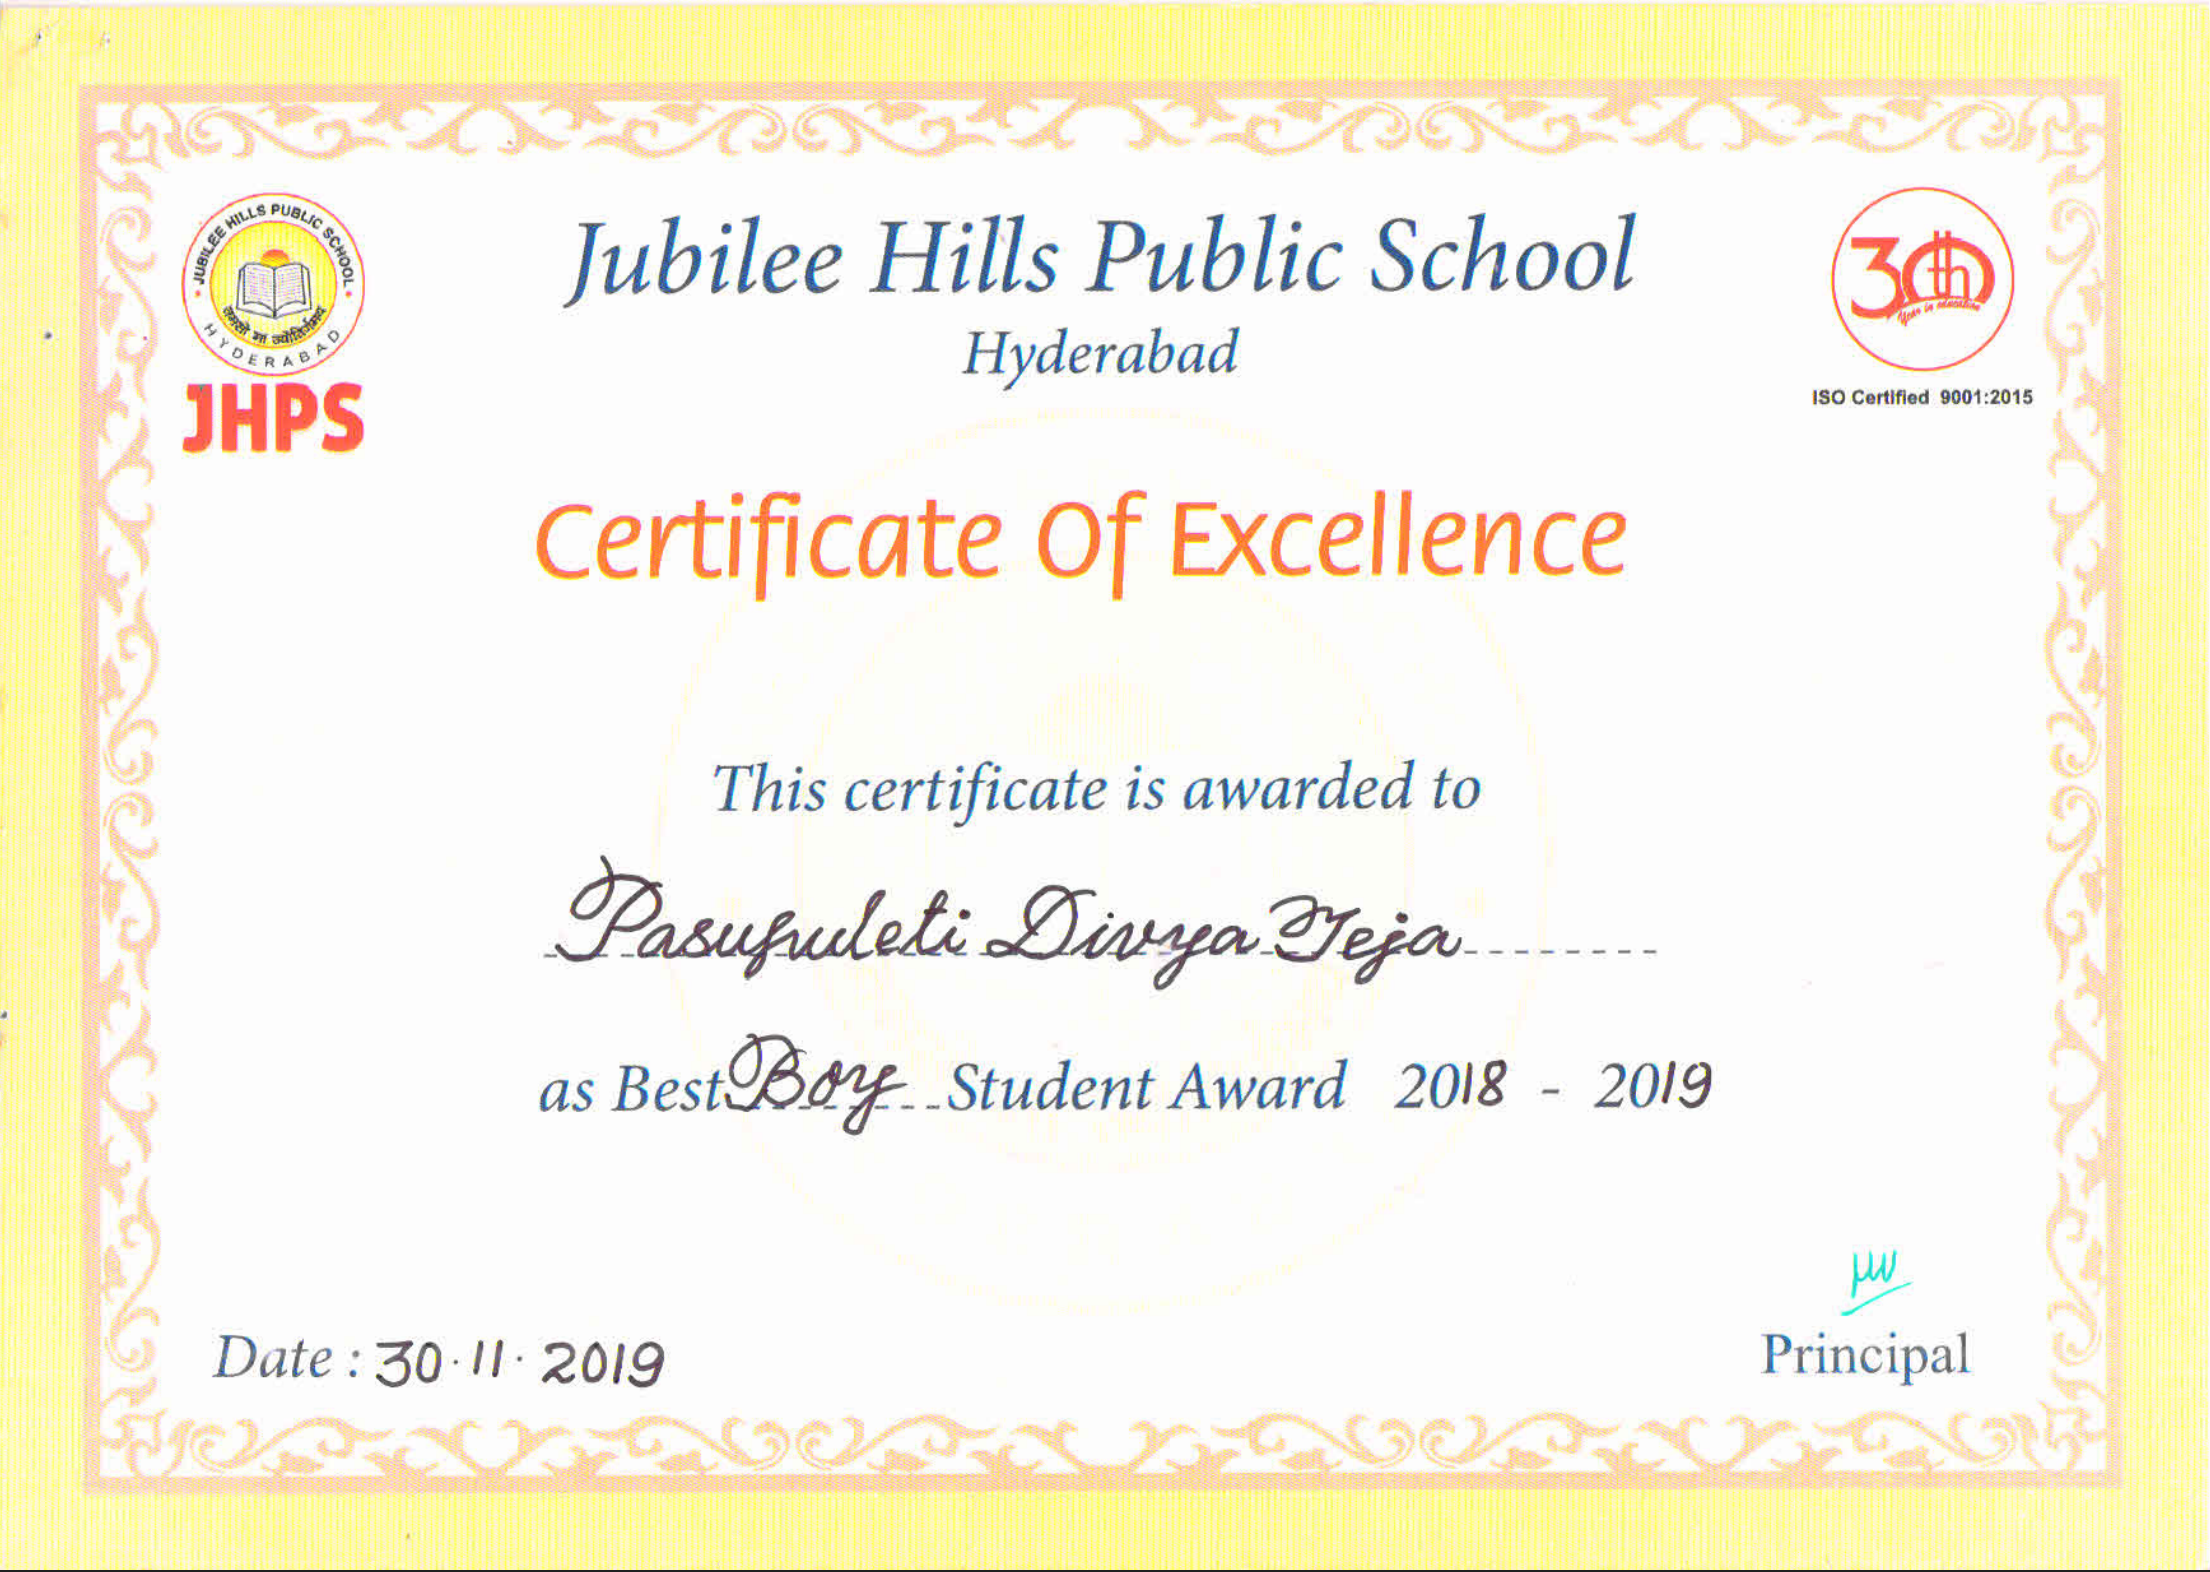 JUBILEE HILLS PUBLIC SCHOOL
तमसो मा ज्योतिर्गमय
HYDERABAD
JHPS
Jubilee Hills Public School
Hyderabad
30th
Year in education
ISO Certified 9001:2015
Certificate Of Excellence
This certificate is awarded to
Pasupuleti Divya Teja
as Best Boy Student Award 2018 - 2019
Date : 30.11.2019
Principal